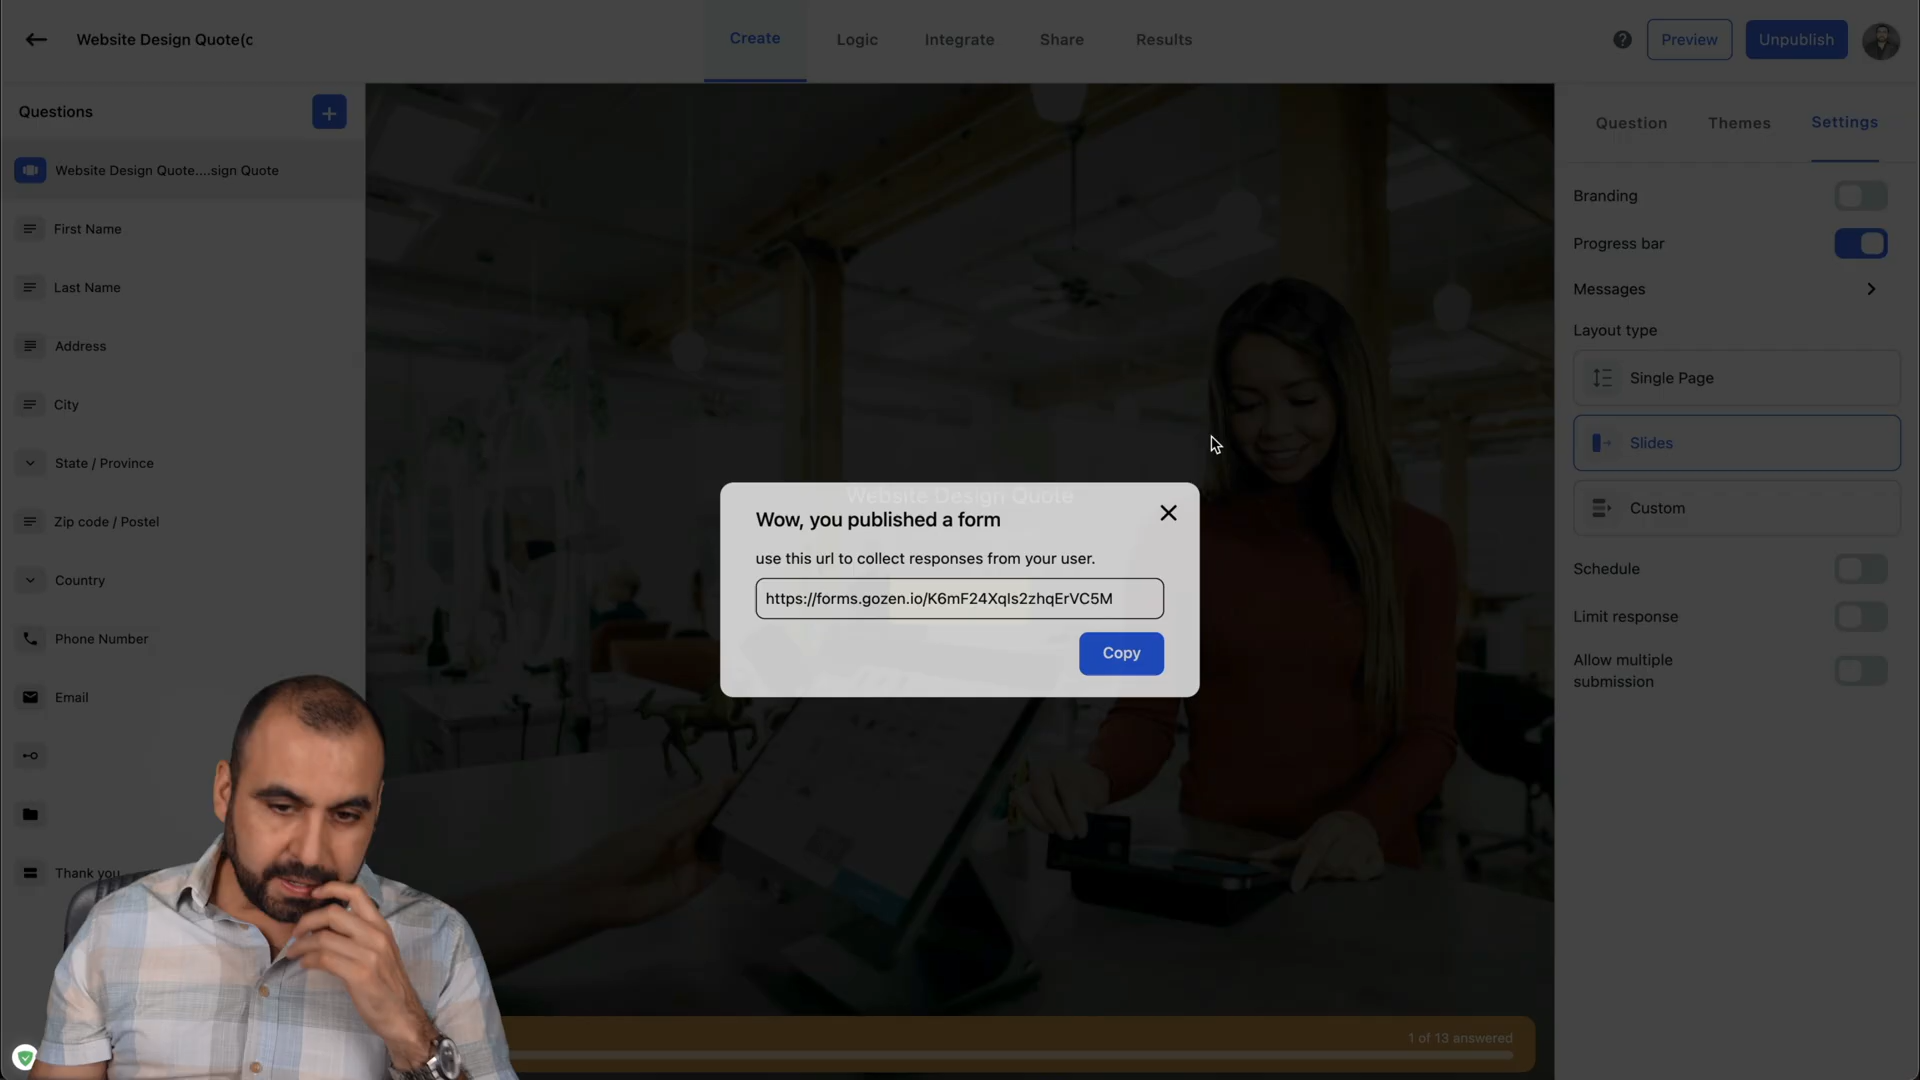 Website Design Quote(c
Create
Logic
Integrate
Share
Results
?
Preview
Unpublish
Questions
+
Website Design Quote....sign Quote
First Name
Last Name
Address
City
State / Province
Zip code / Postel
Country
Phone Number
Email
Thank you
Website Design Quote
Wow, you published a form
use this url to collect responses from your user.
https://forms.gozen.io/K6mF24Xqls2zhqErVC5M
Copy
1 of 13 answered
Question
Themes
Settings
Branding
Progress bar
Messages
Layout type
Single Page
Slides
Custom
Schedule
Limit response
Allow multiple
submission